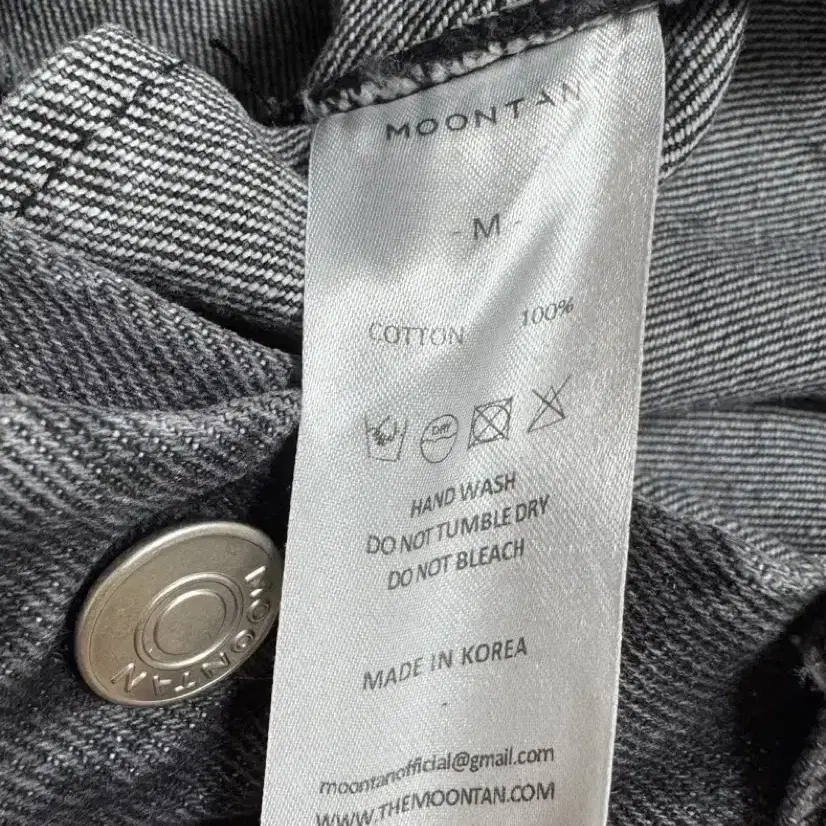 MOONTAN
- M -
COTTON 100%
Dry
HAND WASH
DO NOT TUMBLE DRY
DO NOT BLEACH
MADE IN KOREA
-
moontanofficial@gmail.com
WWW.THEMOONTAN.COM
MOONTAN